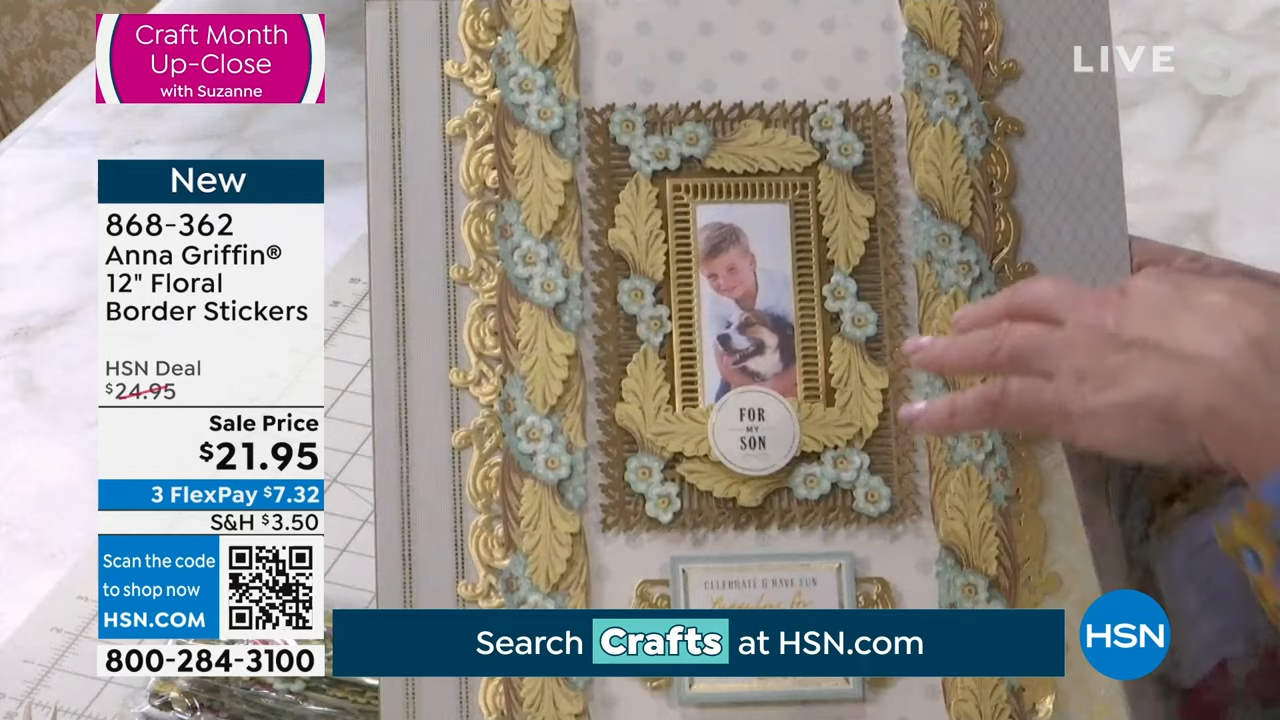 Craft Month
Up-Close
with Suzanne
LIVE
New
868-362
Anna Griffin®
12" Floral
Border Stickers
HSN Deal
$24.95
Sale Price
$21.95
3 FlexPay $7.32
S&H $3.50
Scan the code
to shop now
HSN.COM
800-284-3100
FOR
MY
SON
CELEBRATE & HAVE FUN
Search Crafts at HSN.com
HSN